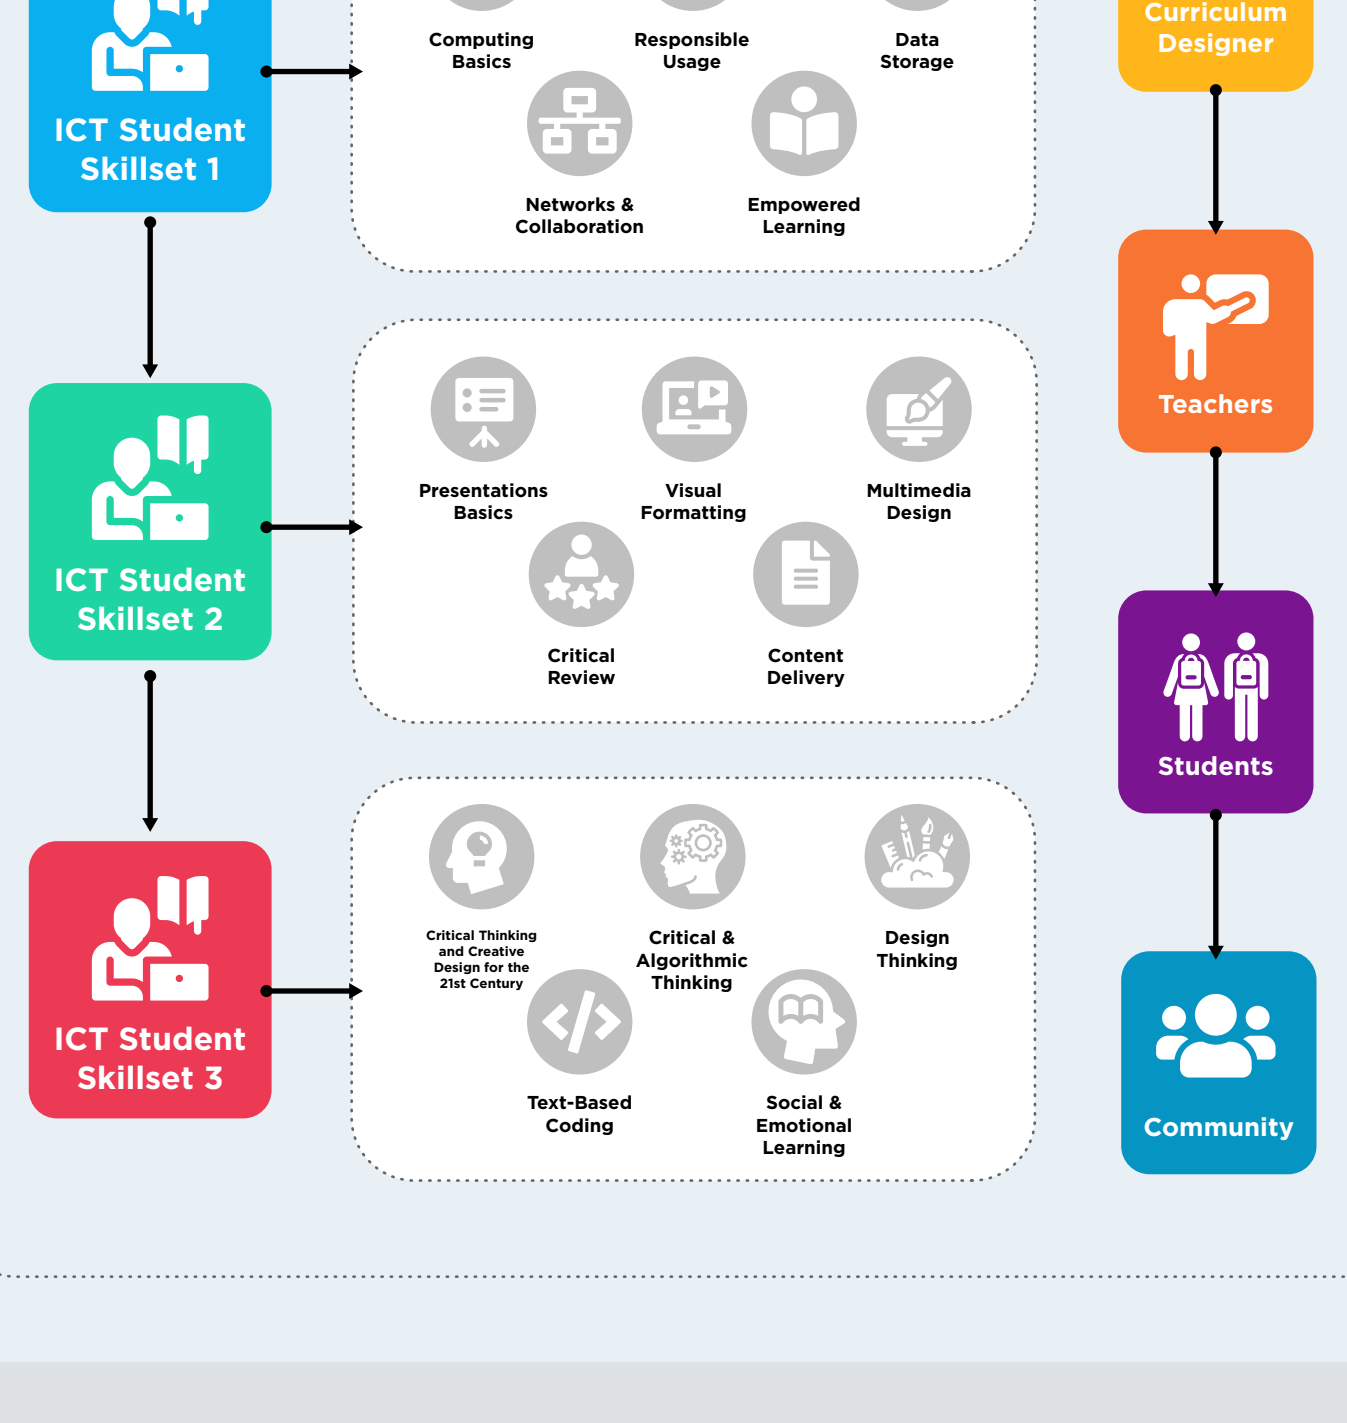 Computing
Basics
Responsible
Usage
Data
Storage
Networks &
Collaboration
Empowered
Learning
ICT Student
Skillset 1
Curriculum
Designer
Teachers
Presentations
Basics
Visual
Formatting
Multimedia
Design
Critical
Review
Content
Delivery
ICT Student
Skillset 2
Students
Critical Thinking
and Creative
Design for the
21st Century
Critical &
Algorithmic
Thinking
Design
Thinking
Text-Based
Coding
Social &
Emotional
Learning
ICT Student
Skillset 3
Community